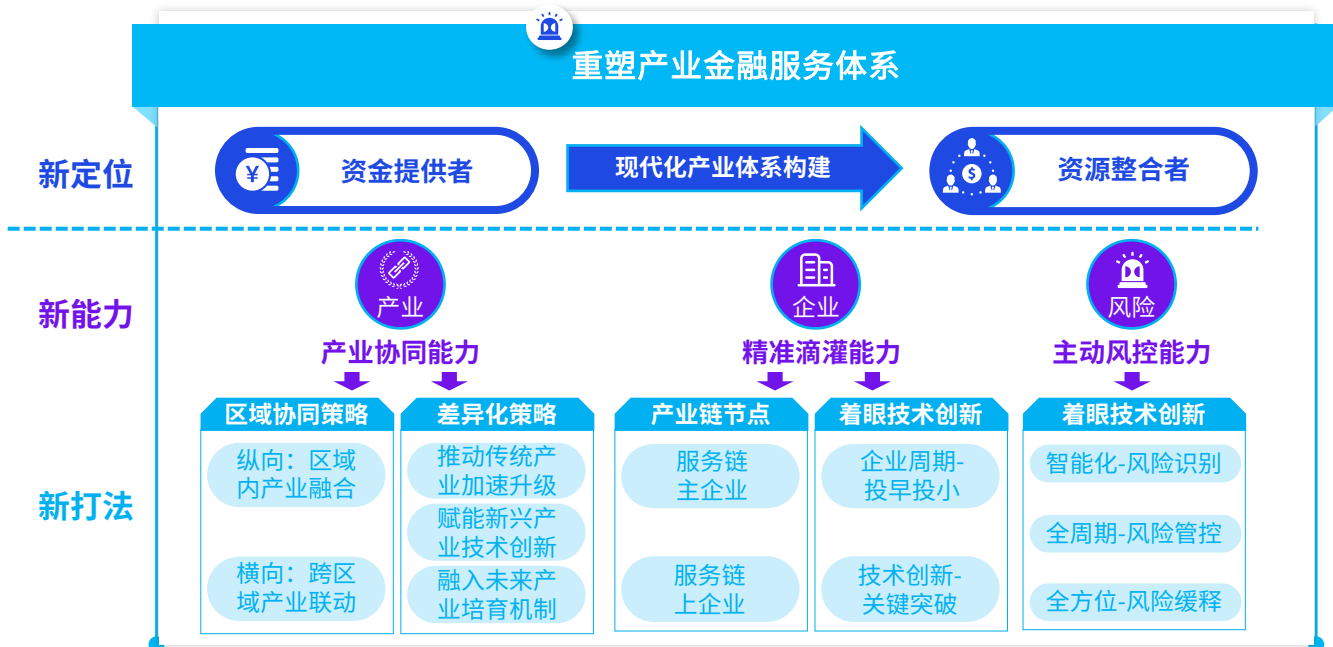 重塑产业金融服务体系
新定位
¥
资金提供者
现代化产业体系构建
$
资源整合者
新能力
产业
企业
风险
产业协同能力
精准滴灌能力
主动风控能力
新打法
区域协同策略
纵向：区域
内产业融合
横向：跨区
域产业联动
差异化策略
推动传统产
业加速升级
赋能新兴产
业技术创新
融入未来产
业培育机制
产业链节点
服务链
主企业
服务链
上企业
着眼技术创新
企业周期-
投早投小
技术创新-
关键突破
着眼技术创新
智能化-风险识别
全周期-风险管控
全方位-风险缓释